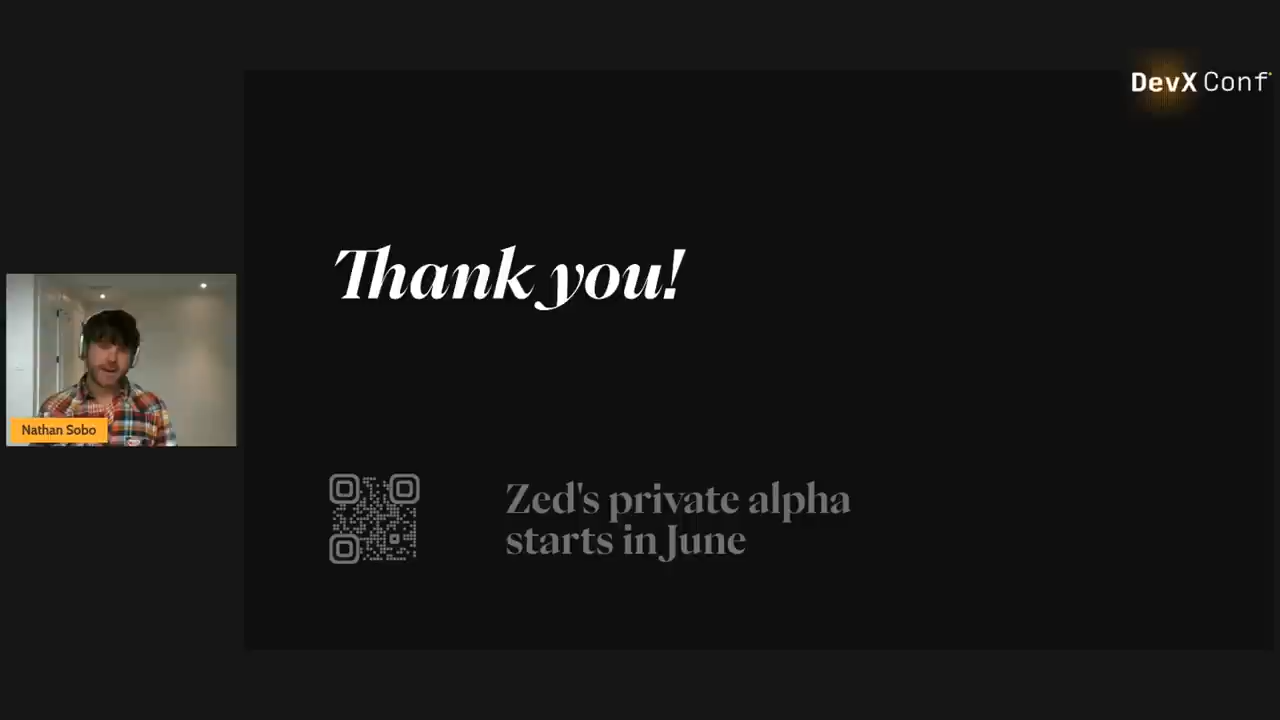 DevX Conf
Thank you!
Nathan Sobo
Zed's private alpha
starts in June